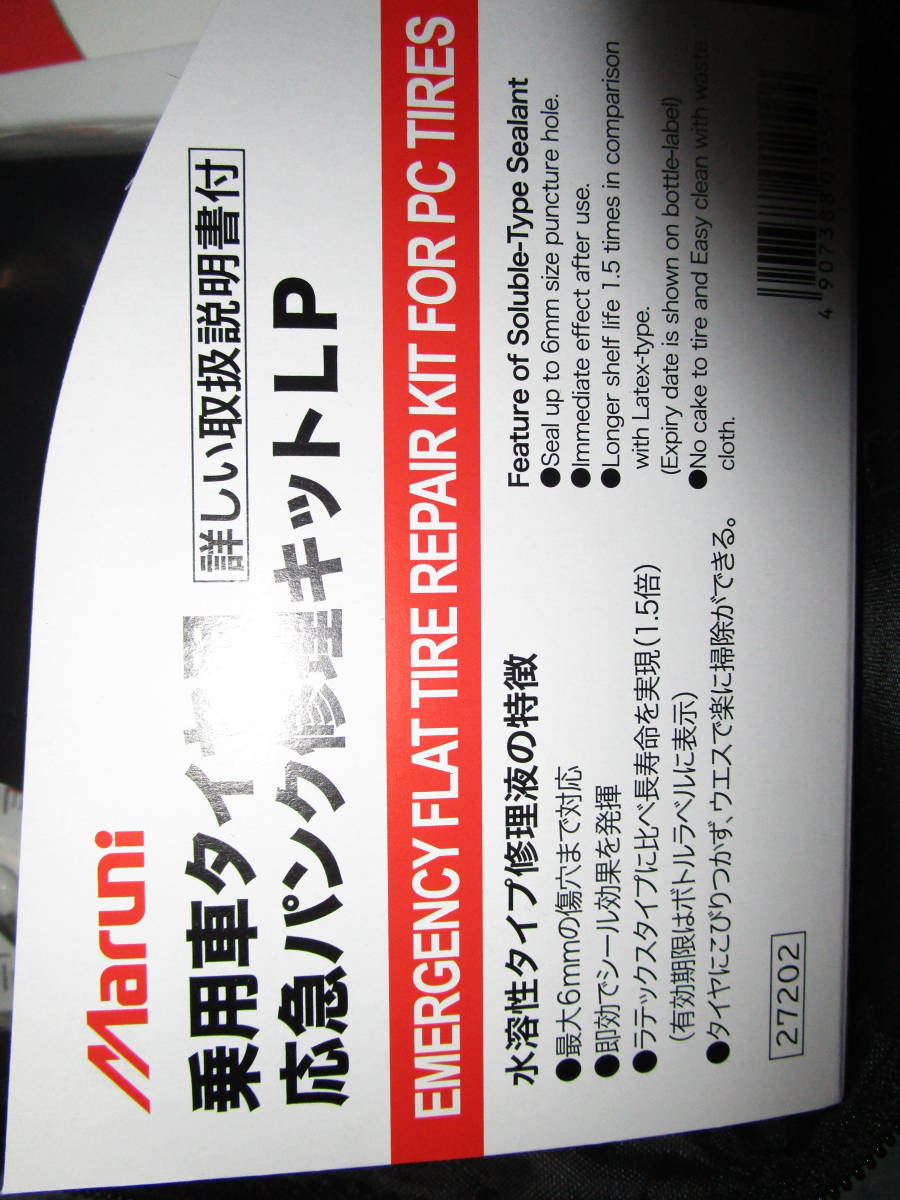 Maruni
乗用車タイヤ用 詳しい取扱説明書付
応急パンク修理キットLP
EMERGENCY FLAT TIRE REPAIR KIT FOR PC TIRES
水溶性タイプ修理液の特徴
●最大6mmの傷穴まで対応
●即効でシール効果を発揮
●ラテックスタイプに比べ長寿命を実現(1.5倍)
(有効期限はボトルラベルに表示)
●タイヤにこびりつかず、ウエスで楽に掃除ができる。
27202
Feature of Soluble-Type Sealant
●Seal up to 6mm size puncture hole.
●Immediate effect after use.
●Longer shelf life 1.5 times in comparison
with Latex-type.
(Expiry date is shown on bottle-label)
●No cake to tire and Easy clean with waste
cloth.